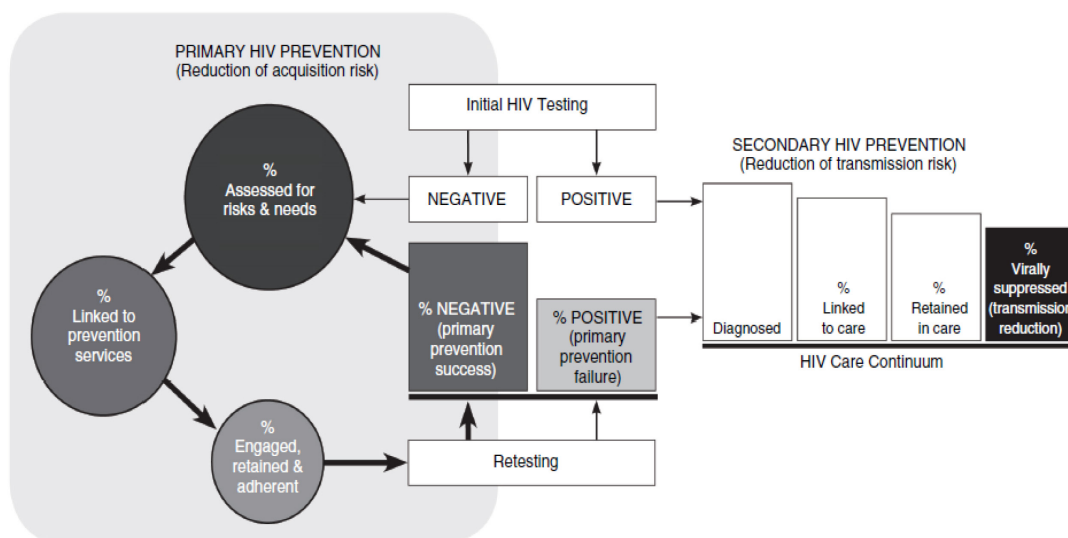 PRIMARY HIV PREVENTION
(Reduction of acquisition risk)
Initial HIV Testing
SECONDARY HIV PREVENTION
(Reduction of transmission risk)
%
Assessed for
risks & needs
NEGATIVE
POSITIVE
%
Linked to
prevention
services
% NEGATIVE
(primary
prevention
success)
% POSITIVE
(primary
prevention
failure)
Diagnosed
%
Linked
to care
%
Retained
in care
%
Virally
suppressed
(transmission
reduction)
HIV Care Continuum
%
Engaged,
retained &
adherent
Retesting